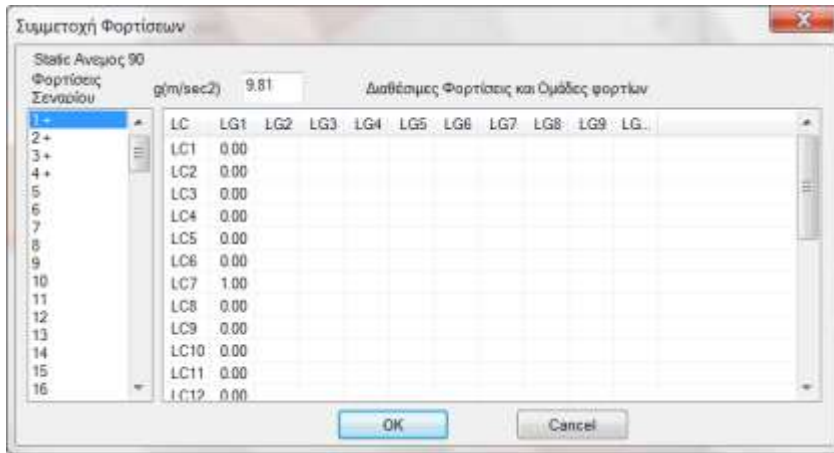 Συμμετοχή Φορτίσεων
Static Ανεμος 90
Φορτίσεις Σεναρίου
g(m/sec2) 9.81
Διαθέσιμες Φορτίσεις και Ομάδες φορτίων
1 +
2 +
3 +
4 +
5
6
7
8
9
10
11
12
13
14
15
16
LC LG1 LG2 LG3 LG4 LG5 LG6 LG7 LG8 LG9 LG...
LC1 0.00
LC2 0.00
LC3 0.00
LC4 0.00
LC5 0.00
LC6 0.00
LC7 1.00
LC8 0.00
LC9 0.00
LC10 0.00
LC11 0.00
LC12 0.00
OK Cancel